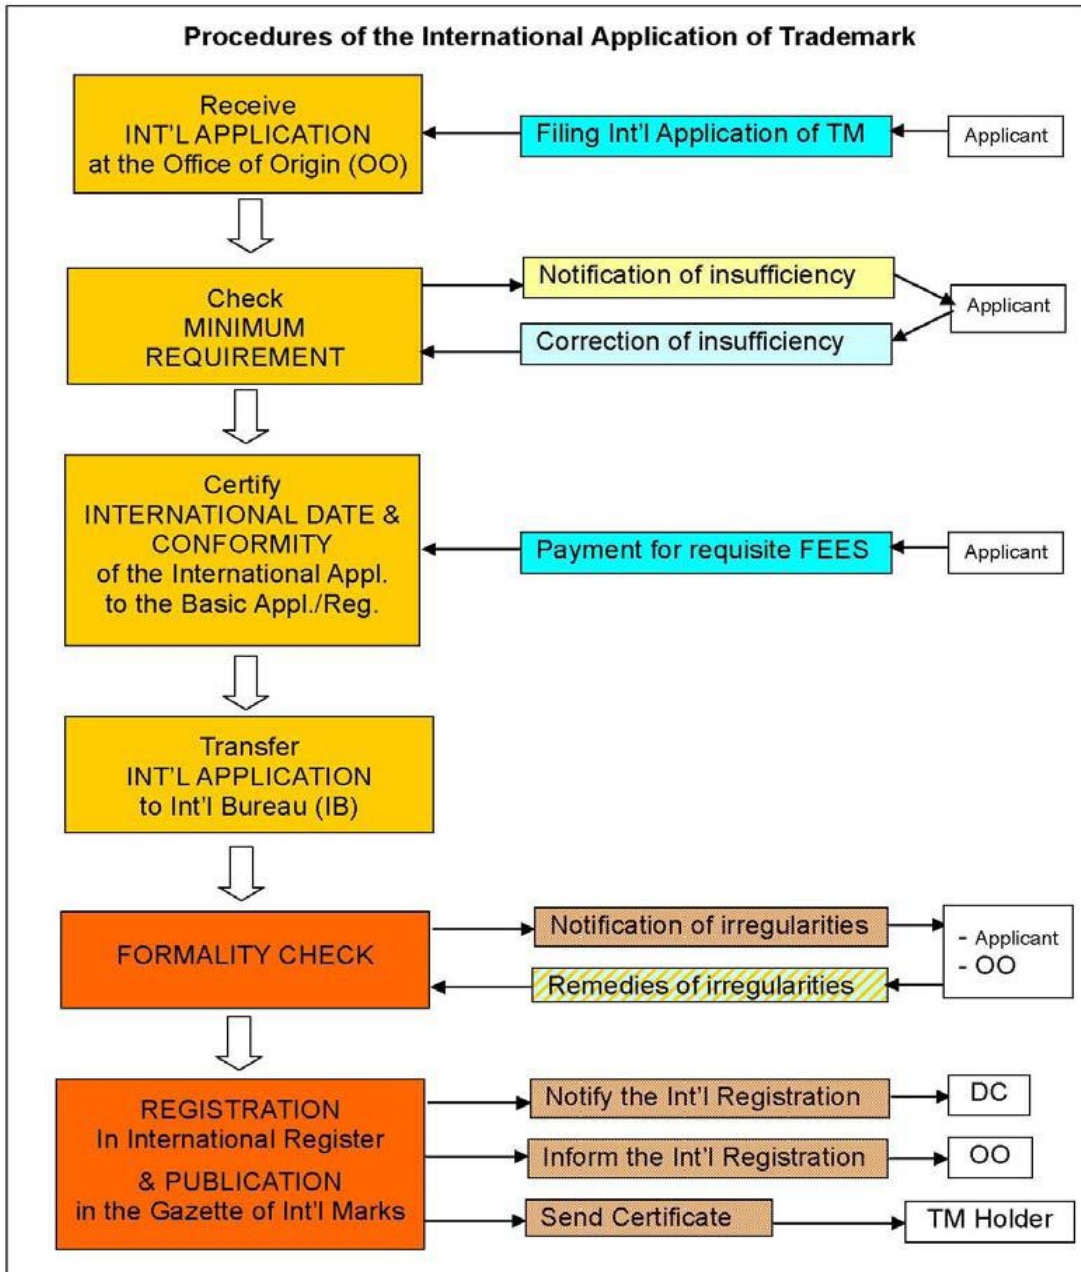 Procedures of the International Application of Trademark
Receive
INT'L APPLICATION
at the Office of Origin (OO)
Filing Int'l Application of TM
Applicant
Check
MINIMUM
REQUIREMENT
Notification of insufficiency
Correction of insufficiency
Applicant
Certify
INTERNATIONAL DATE &
CONFORMITY
of the International Appl.
to the Basic Appl./Reg.
Payment for requisite FEES
Applicant
Transfer
INT'L APPLICATION
to Int'l Bureau (IB)
FORMALITY CHECK
Notification of irregularities
Remedies of irregularities
- Applicant
- OO
REGISTRATION
In International Register
& PUBLICATION
in the Gazette of Int'l Marks
Notify the Int'l Registration
DC
Inform the Int'l Registration
OO
Send Certificate
TM Holder